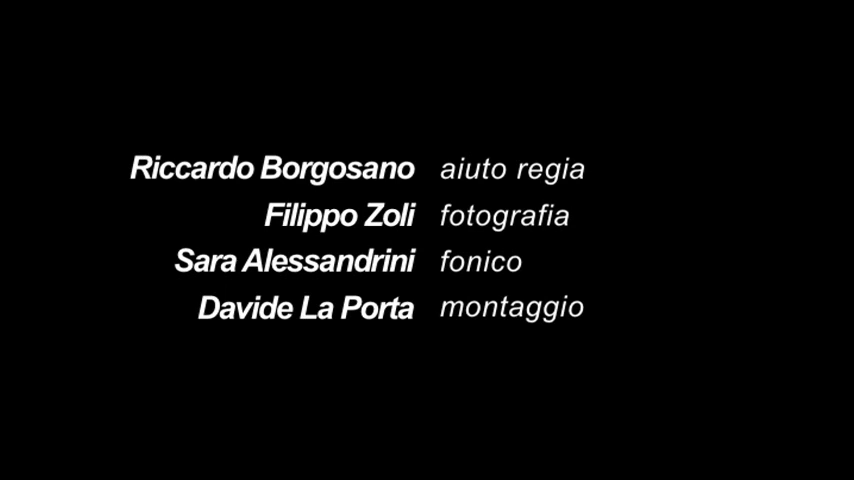 Riccardo Borgosano aiuto regia
Filippo Zoli fotografia
Sara Alessandrini fonico
Davide La Porta montaggio